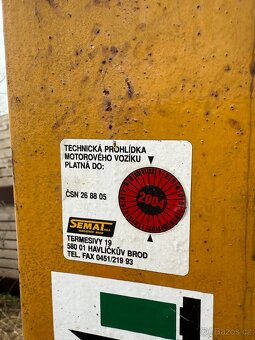 TECHNICKÁ PROHLÍDKA
MOTOROVÉHO VOZÍKU
PLATNÁ DO:
2004
ČSN 26 88 05
SEMAT
TERMESIVY 19
580 01 HAVLÍČKŮV BROD
TEL. FAX 0451/219 93